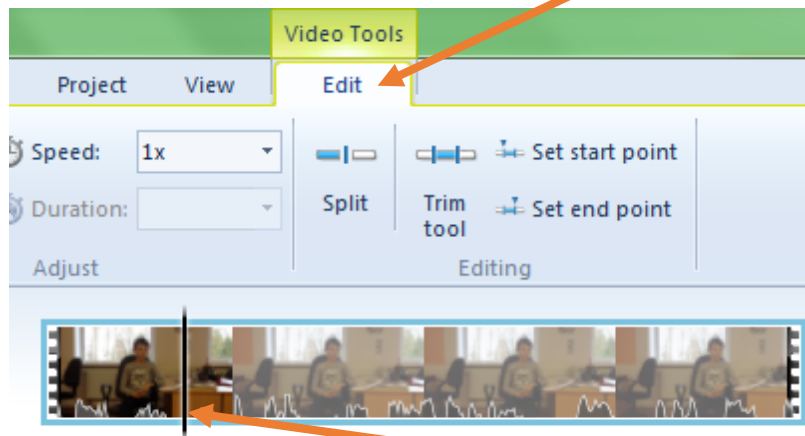 Video Tools
Project View Edit
Speed: 1x Set start point
Duration: Split Trim tool Set end point
Adjust Editing